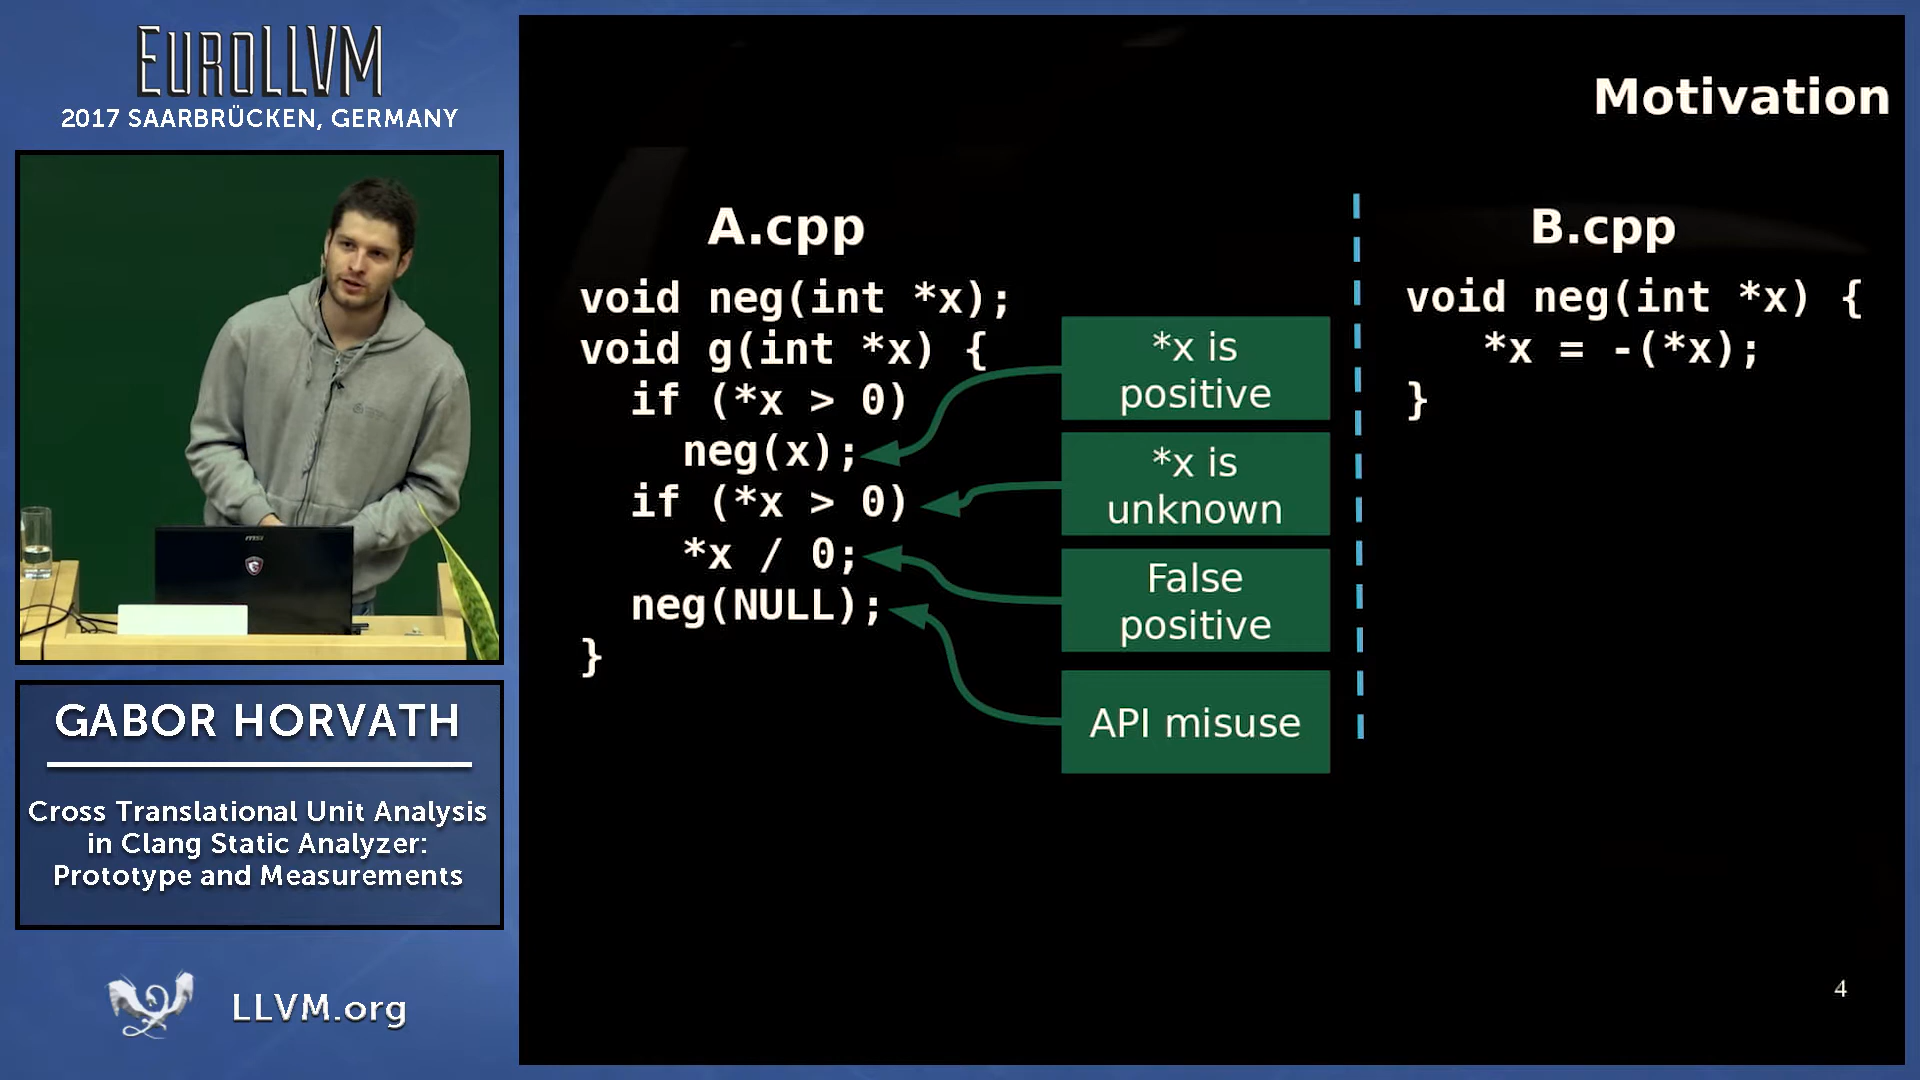 EUROLLVM
2017 SAARBRÜCKEN, GERMANY
msi
GABOR HORVATH
Cross Translational Unit Analysis
in Clang Static Analyzer:
Prototype and Measurements
LLVM.org
Motivation
A.cpp
void neg(int *x);
void g(int *x) {
if (*x > 0)
neg(x);
if (*x > 0)
*x / 0;
neg(NULL);
}
*x is
positive
*x is
unknown
False
positive
API misuse
B.cpp
void neg(int *x) {
*x = -(*x);
}
4